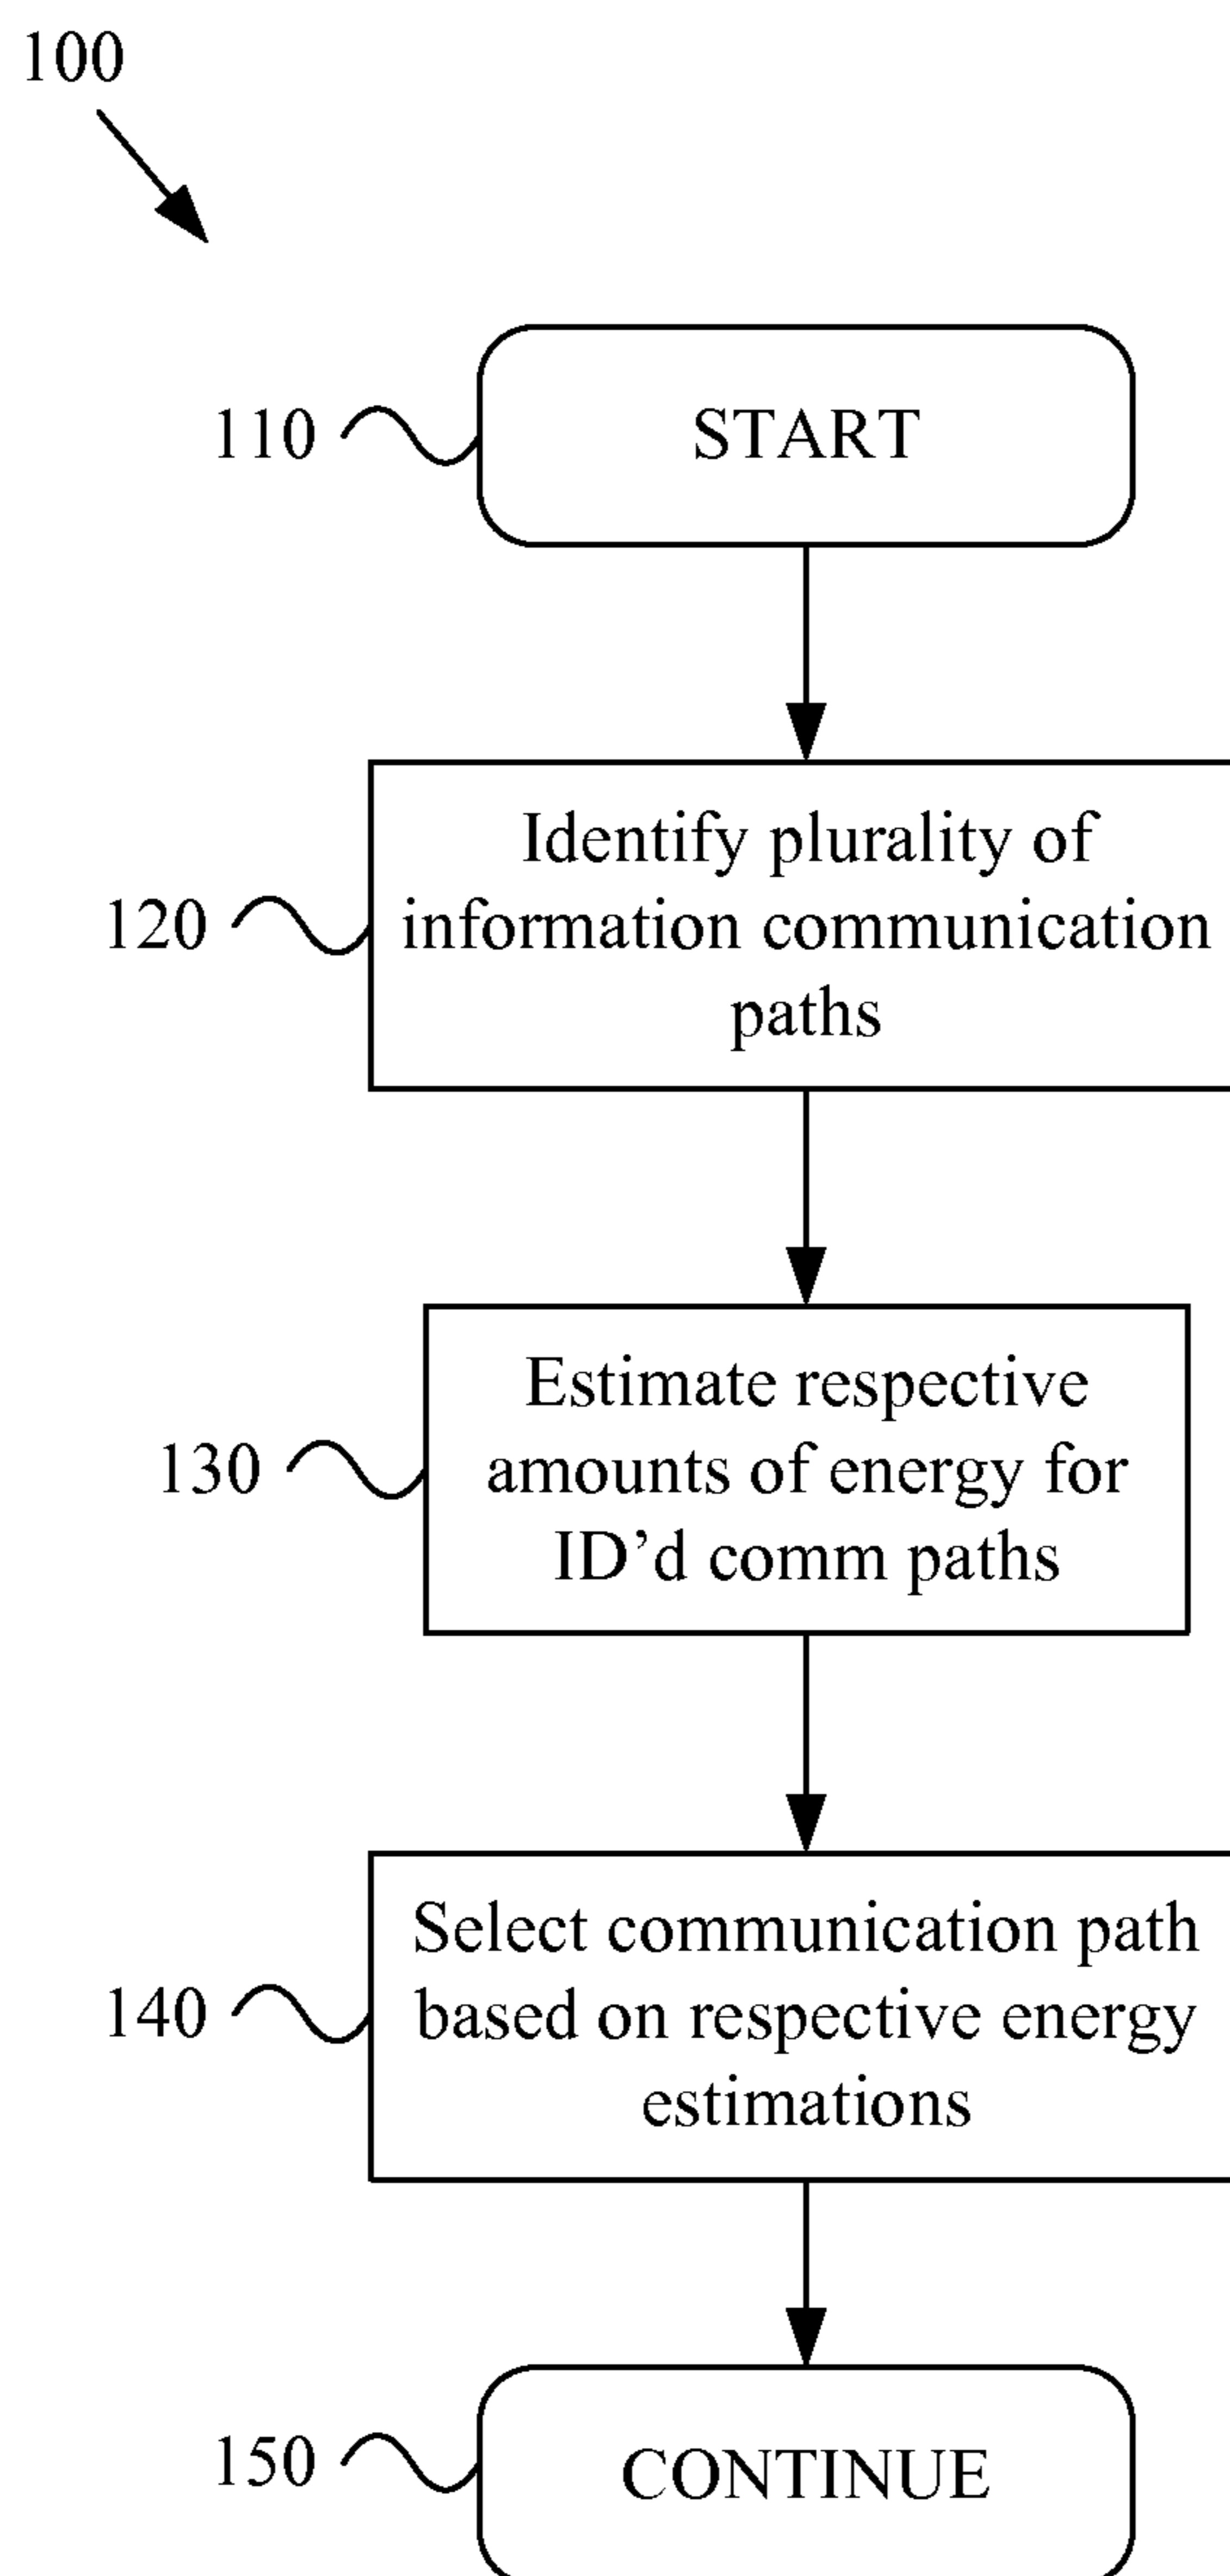 100
110
START
120
Identify plurality of
information communication
paths
130
Estimate respective
amounts of energy for
ID’d comm paths
140
Select communication path
based on respective energy
estimations
150
CONTINUE